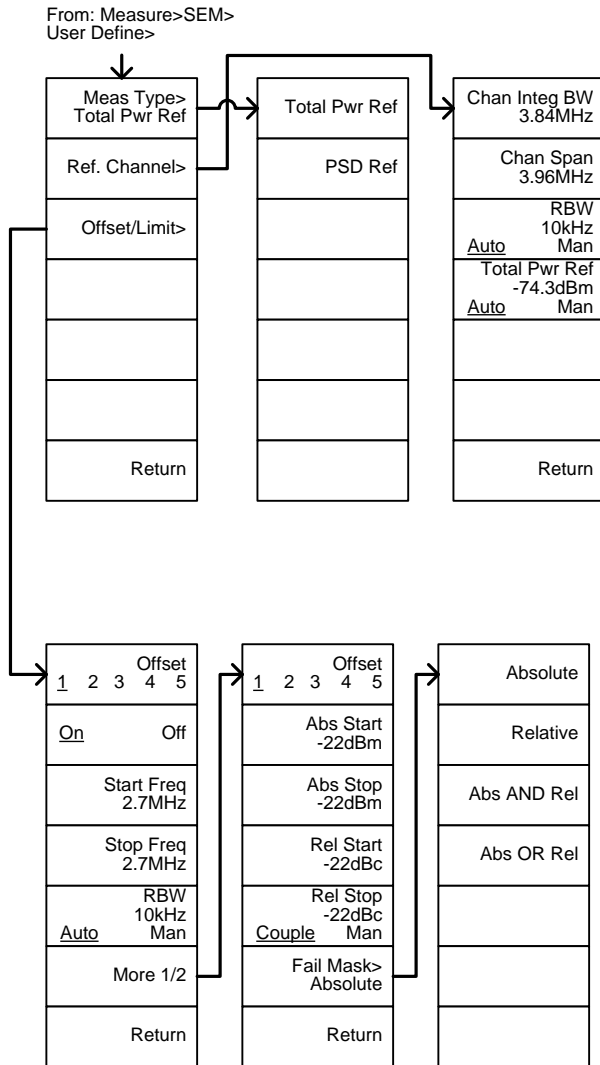 From: Measure>SEM>
User Define>
Meas Type>
Total Pwr Ref
Ref. Channel>
Offset/Limit>
Return
Total Pwr Ref
PSD Ref
Chan Integ BW
3.84MHz
Chan Span
3.96MHz
RBW
10kHz
Auto Man
Total Pwr Ref
-74.3dBm
Auto Man
Return
Offset
1 2 3 4 5
On Off
Start Freq
2.7MHz
Stop Freq
2.7MHz
RBW
10kHz
Auto Man
More 1/2
Return
Offset
1 2 3 4 5
Abs Start
-22dBm
Abs Stop
-22dBm
Rel Start
-22dBc
Rel Stop
-22dBc
Couple Man
Fail Mask>
Absolute
Return
Absolute
Relative
Abs AND Rel
Abs OR Rel